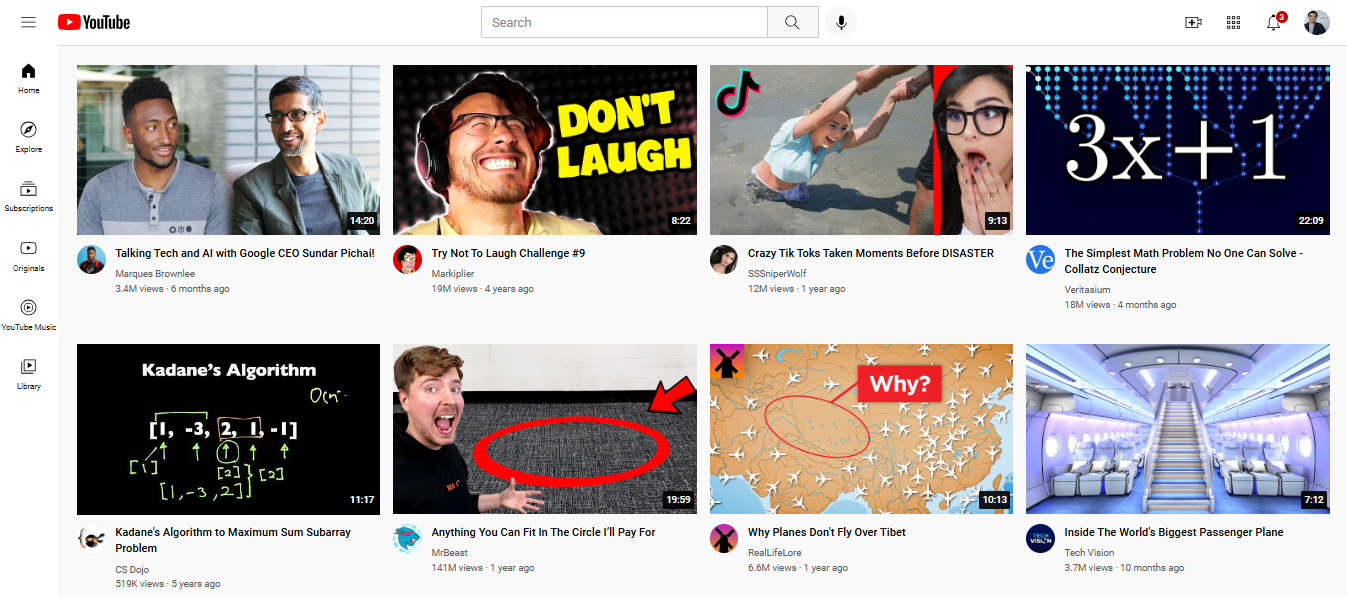 YouTube
Search
3
Home
Explore
Subscriptions
Originals
YouTube Music
Library
DON'T
LAUGH
3x+1
14:20
8:22
9:13
22:09
Talking Tech and AI with Google CEO Sundar Pichai!
Marques Brownlee
3.4M views · 6 months ago
Try Not To Laugh Challenge #9
Markiplier
19M views · 4 years ago
Crazy Tik Toks Taken Moments Before DISASTER
SSSniperWolf
12M views · 1 year ago
Ve
The Simplest Math Problem No One Can Solve -
Collatz Conjecture
Veritasium
18M views · 4 months ago
Kadane's Algorithm
O(n
[1, -3, 2, 1, -1]
[1]
[2]
[2]
[1, -3, 2]
11:17
19:59
Why?
10:13
7:12
Kadane's Algorithm to Maximum Sum Subarray
Problem
CS Dojo
519K views · 5 years ago
Anything You Can Fit In The Circle I'll Pay For
MrBeast
141M views · 1 year ago
Why Planes Don't Fly Over Tibet
RealLifeLore
6.6M views · 1 year ago
TECH
VISION
Inside The World's Biggest Passenger Plane
Tech Vision
3.7M views · 10 months ago